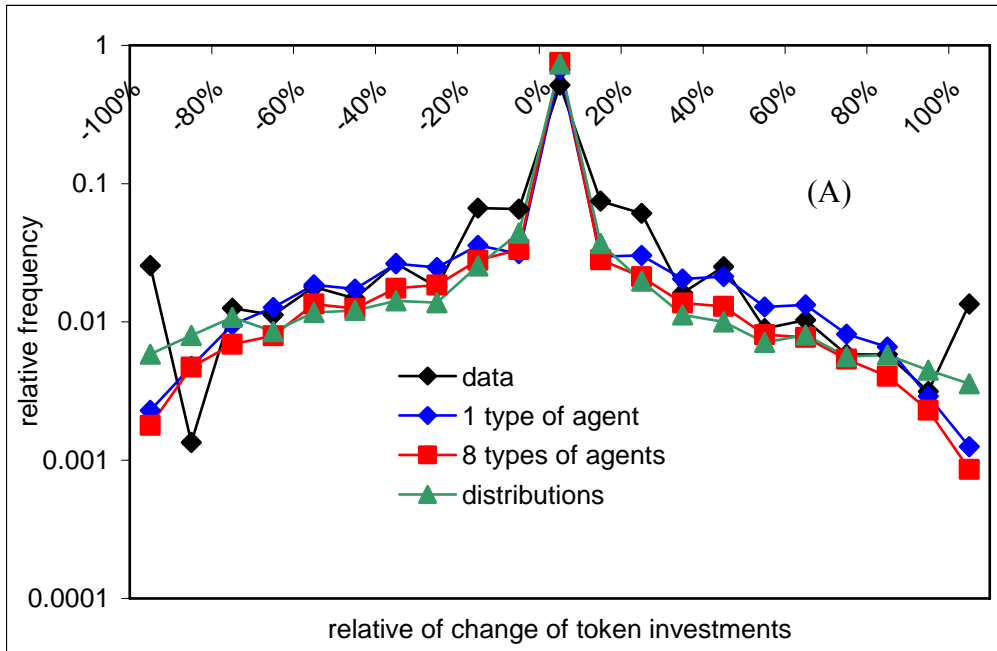 1
-100%
-80%
-60%
-40%
-20%
0%
20%
40%
60%
80%
100%
0.1
(A)
relative frequency
0.01
data
1 type of agent
0.001
8 types of agents
distributions
0.0001
relative of change of token investments